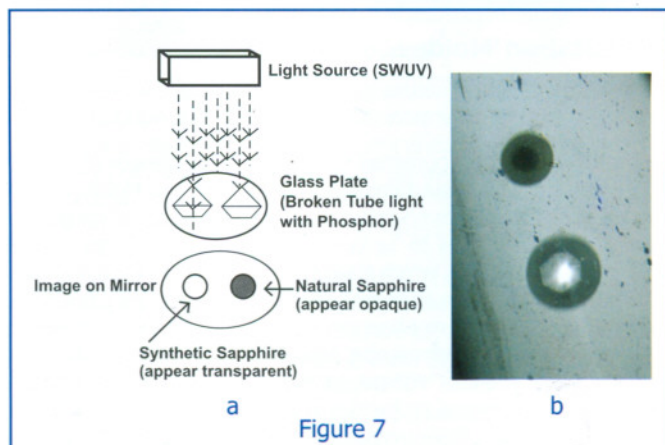 Light Source (SWUV)
Glass Plate
(Broken Tube light
with Phosphor)
Image on Mirror
Natural Sapphire
(appear opaque)
Synthetic Sapphire
(appear transparent)
a
b
Figure 7